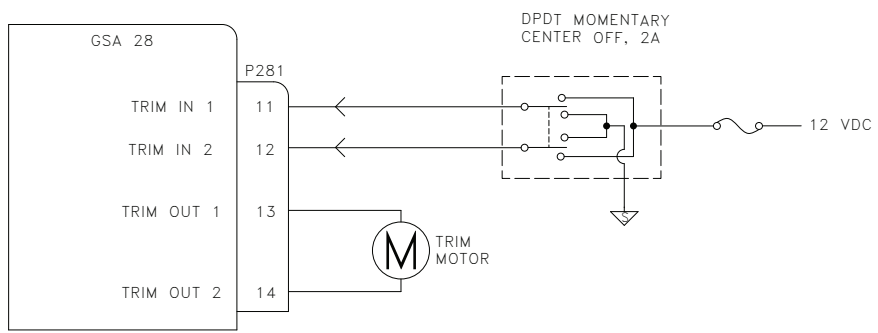 DPDT MOMENTARY
CENTER OFF, 2A
GSA 28
P281
TRIM IN 1 11
12 VDC
TRIM IN 2 12
TRIM OUT 1 13
S
M
TRIM
MOTOR
TRIM OUT 2 14